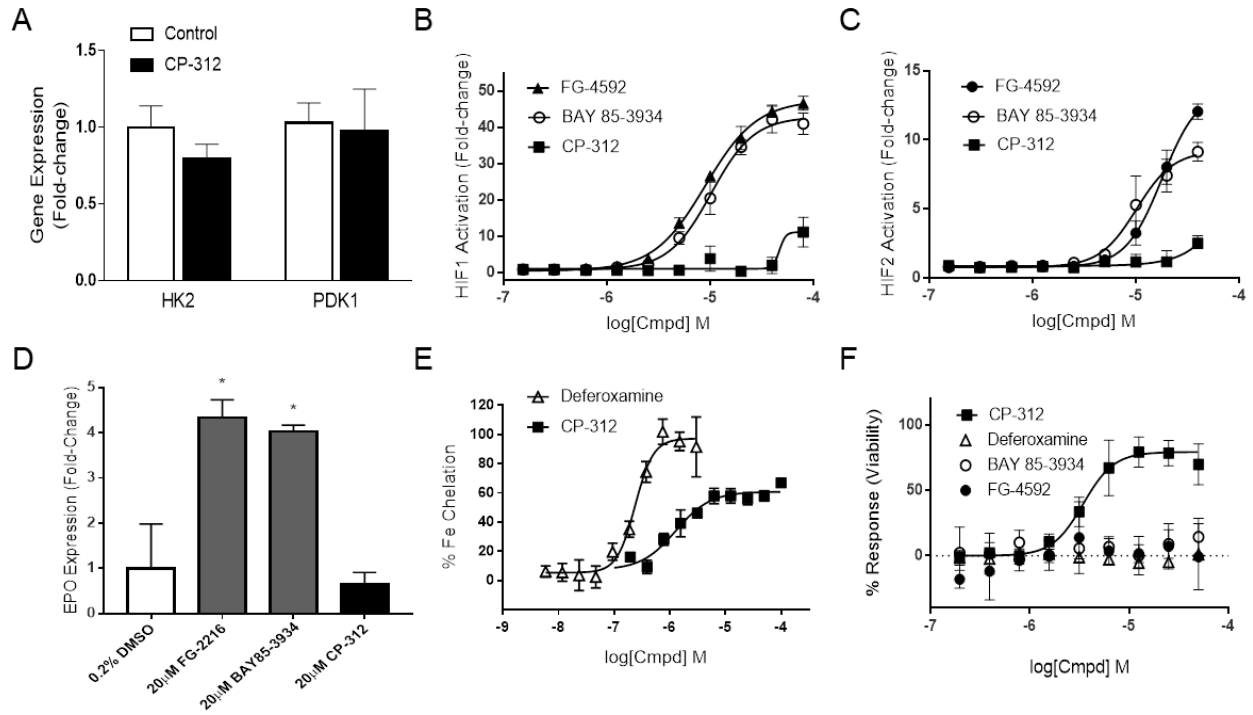 A
Control
CP-312
Gene Expression
(Fold-change)
1.5
1.0
0.5
0.0
HK2
PDK1
B
FG-4592
BAY 85-3934
CP-312
HIF1 Activation (Fold-change)
50
40
30
20
10
0
-7
-6
-5
-4
log[Cmpd] M
C
FG-4592
BAY 85-3934
CP-312
HIF2 Activation (Fold-change)
15
10
5
0
-7
-6
-5
-4
log[Cmpd] M
D
EPO Expression (Fold-Change)
5
4
3
2
1
0
*
*
0.2% DMSO
20µM FG-2216
20µM BAY85-3934
20µM CP-312
E
Deferoxamine
CP-312
% Fe Chelation
120
100
80
60
40
20
0
-9
-8
-7
-6
-5
-4
log[Cmpd] M
F
CP-312
Deferoxamine
BAY 85-3934
FG-4592
% Response (Viability)
100
50
0
-7
-6
-5
-4
log[Cmpd] M